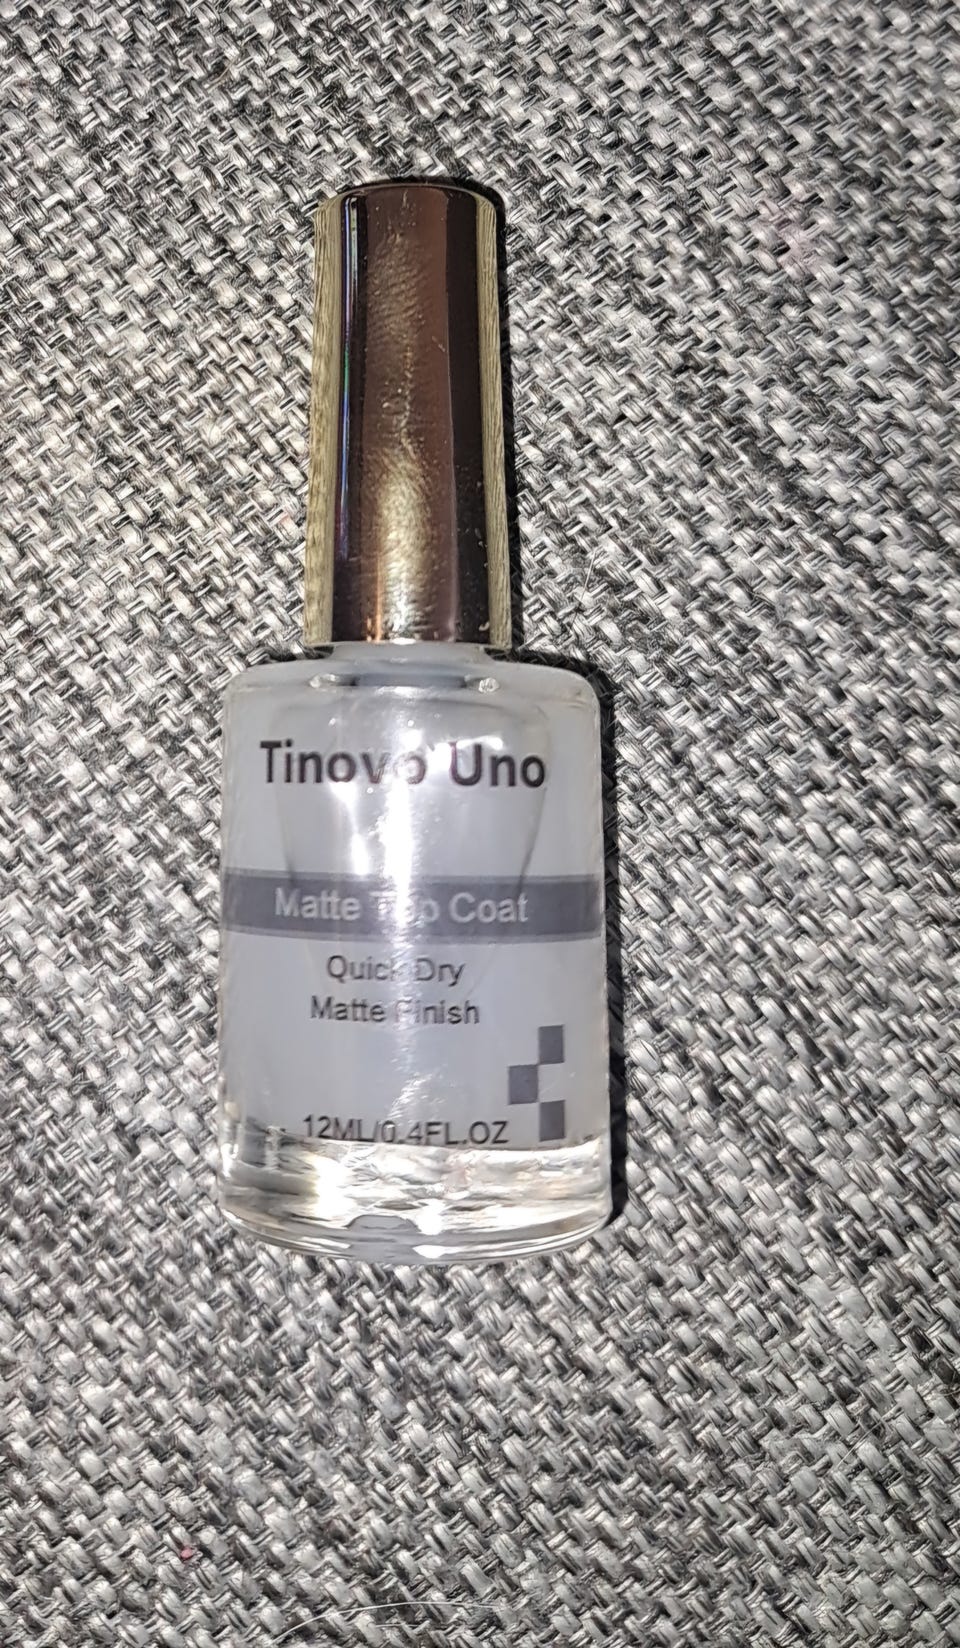 Tinovo Uno
Matte Top Coat
Quick Dry
Matte Finish
12ML/0.4FL.OZ